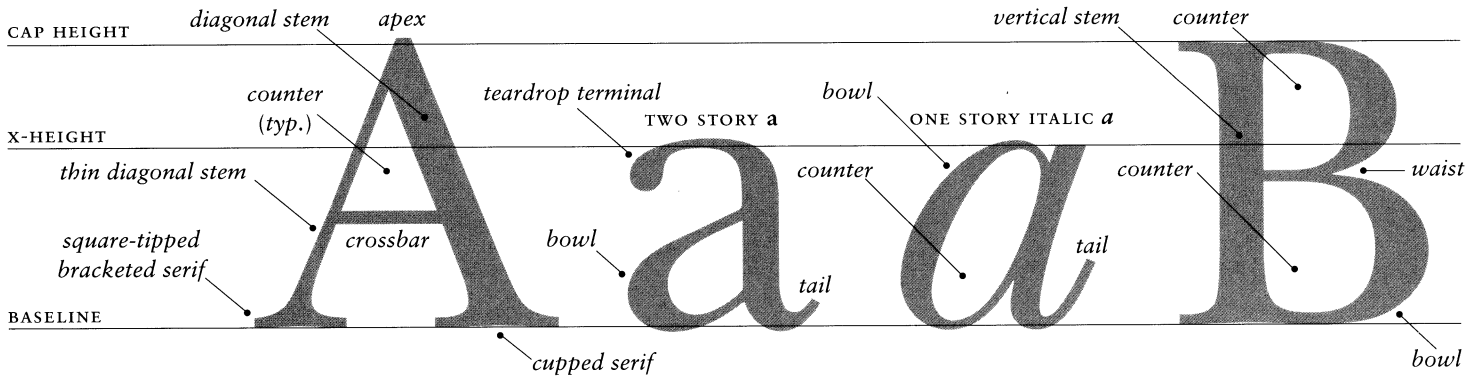 CAP HEIGHT
diagonal stem
apex
vertical stem
counter
counter
(typ.)
teardrop terminal
TWO STORY a
bowl
ONE STORY ITALIC a
X-HEIGHT
thin diagonal stem
counter
counter
waist
square-tipped
bracketed serif
crossbar
bowl
tail
tail
BASELINE
cupped serif
bowl
A a a B